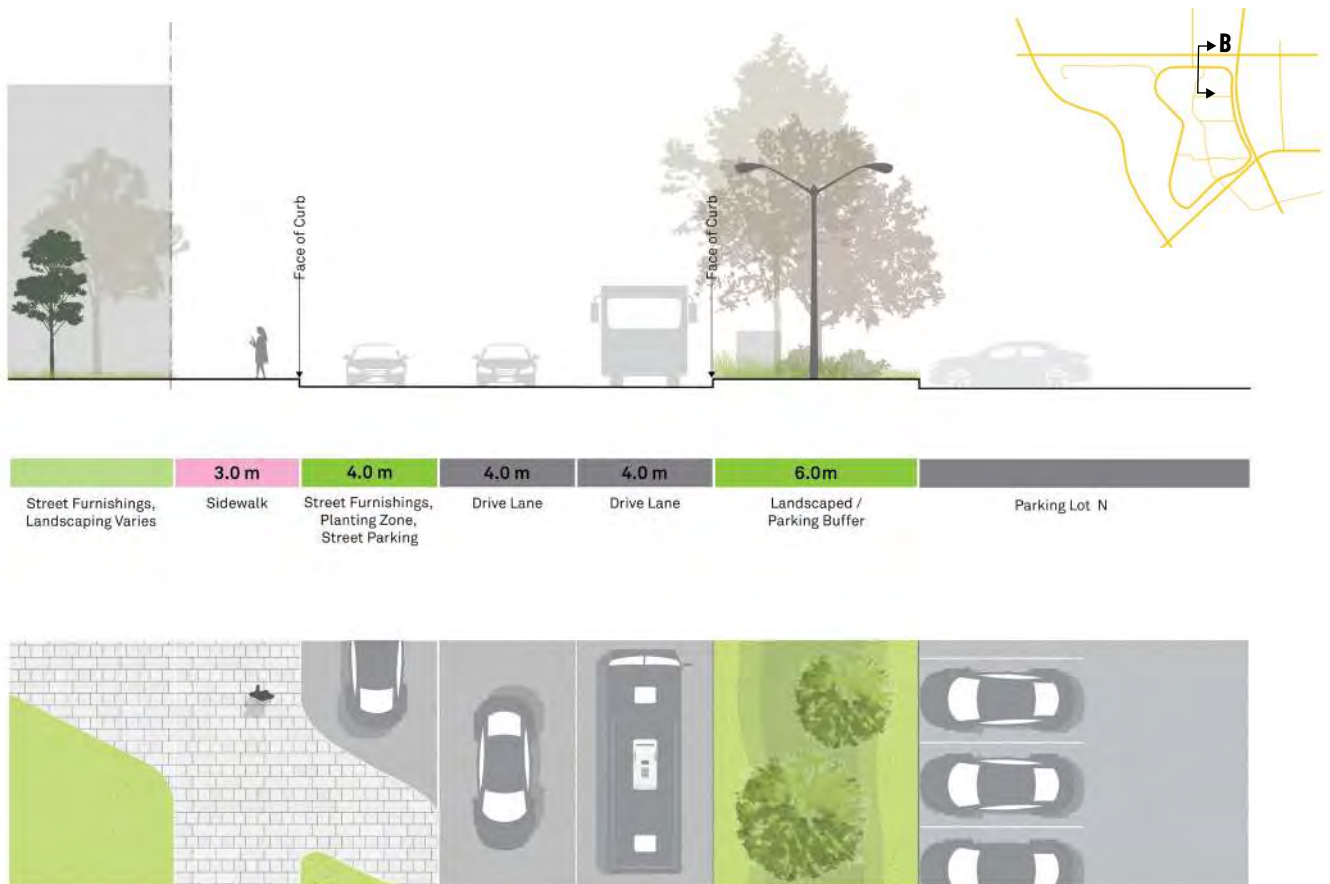 B
Face of Curb
Face of Curb
3.0 m
4.0 m
4.0 m
4.0 m
6.0m
Street Furnishings,
Landscaping Varies
Sidewalk
Street Furnishings,
Planting Zone,
Street Parking
Drive Lane
Drive Lane
Landscaped /
Parking Buffer
Parking Lot N